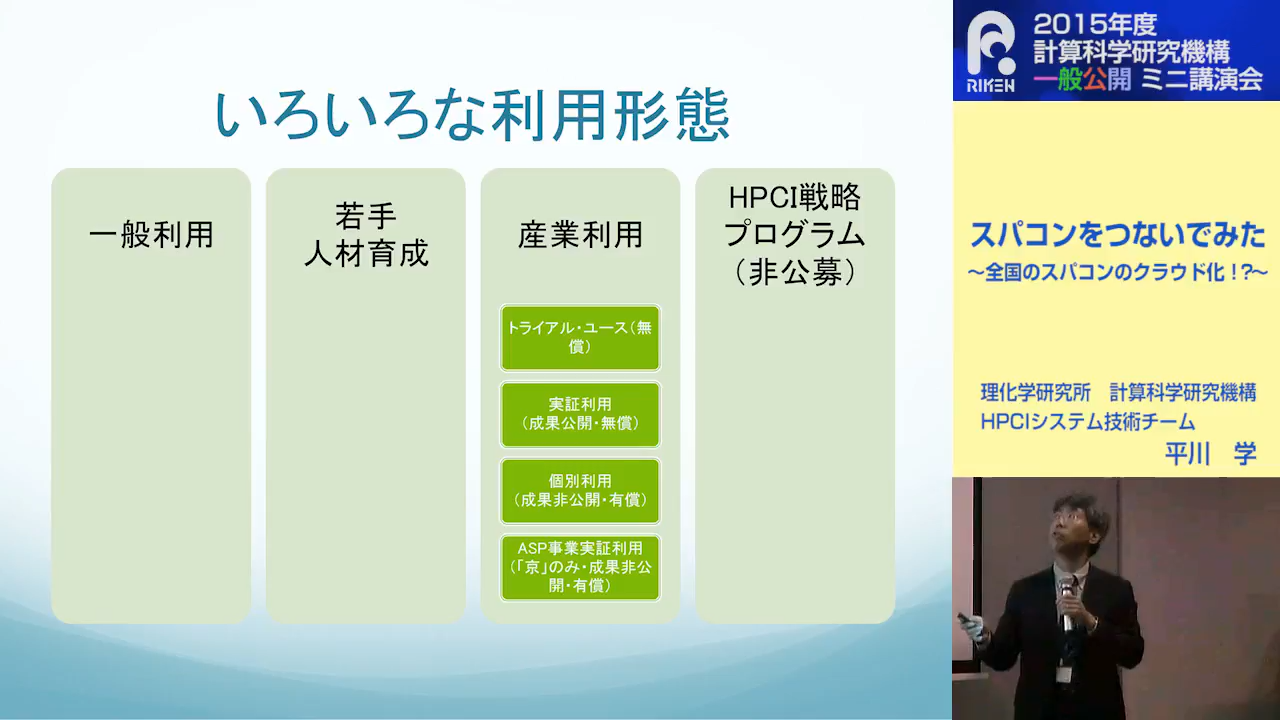 いろいろな利用形態
一般利用
若手
人材育成
産業利用
トライアル・ユース（無
償）
実証利用
（成果公開・無償）
個別利用
（成果非公開・有償）
ASP事業実証利用
（「京」のみ・成果非公
開・有償）
HPCI戦略
プログラム
（非公募）
RIKEN
2015年度
計算科学研究機構
一般公開 ミニ講演会
スパコンをつないでみた
～全国のスパコンのクラウド化！?～
理化学研究所　計算科学研究機構
HPCIシステム技術チーム
平川　学